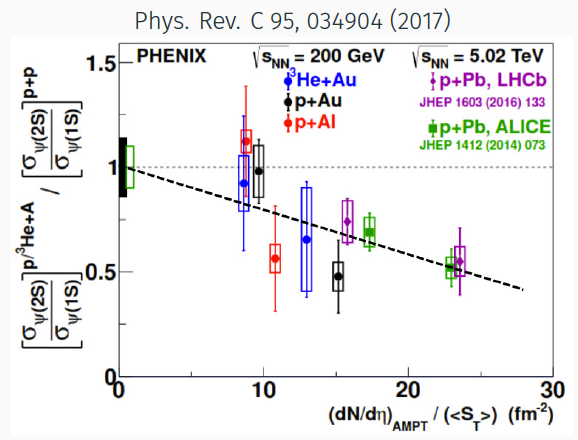 Phys. Rev. C 95, 034904 (2017)
PHENIX
√sNN = 200 GeV
√sNN = 5.02 TeV
3He+Au
p+Au
p+Al
p+Pb, LHCb
JHEP 1603 (2016) 133
p+Pb, ALICE
JHEP 1412 (2014) 073
[σψ(2S) / σψ(1S)]p/3He+A / [σψ(2S) / σψ(1S)]p+p
1.5
1
0.5
0
0 10 20 30
(dN/dη)AMPT / (<ST>) (fm-2)